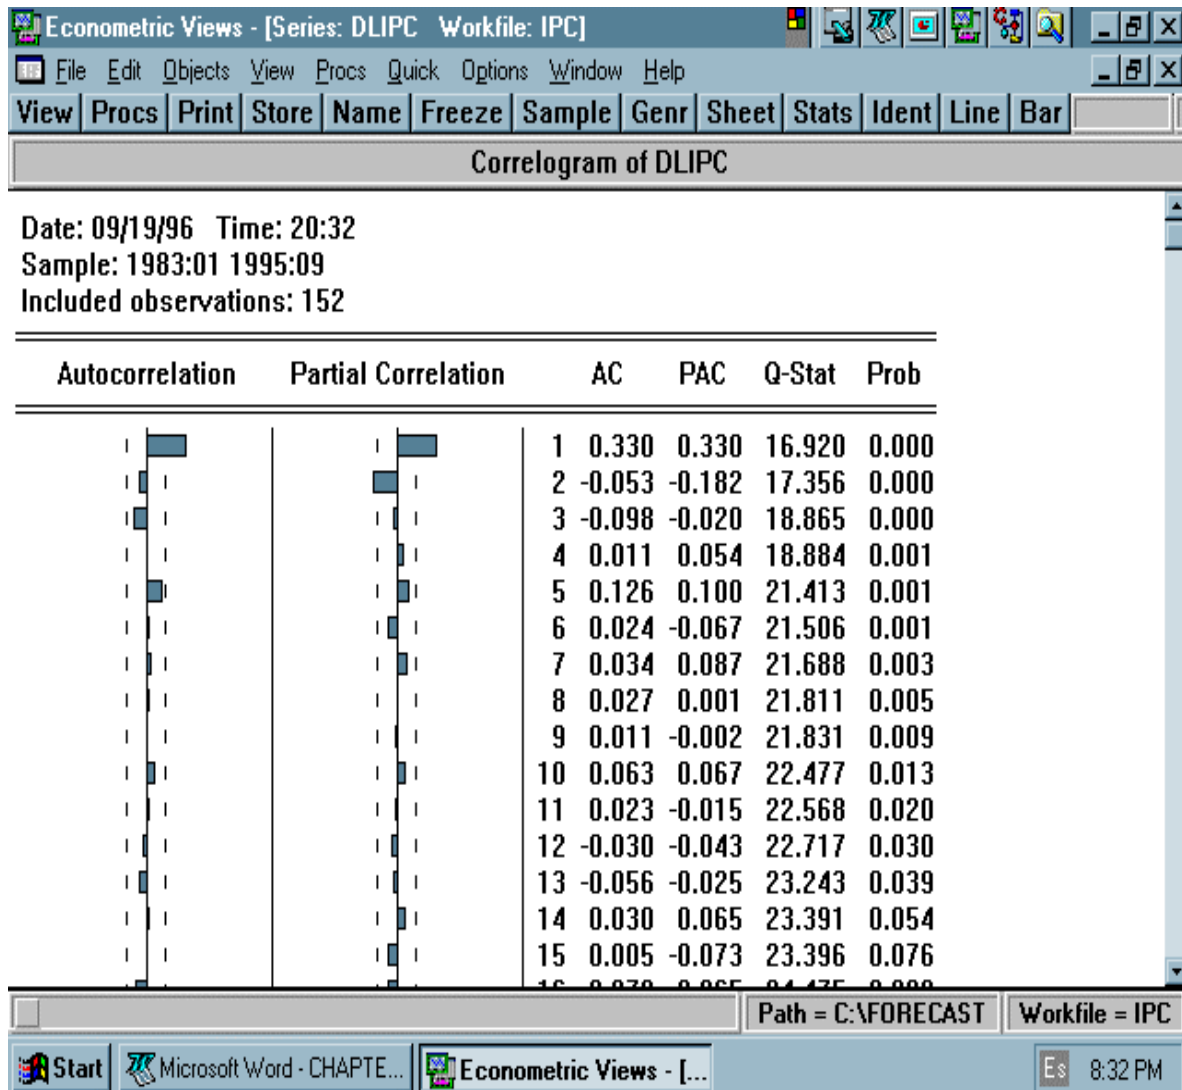 Econometric Views - [Series: DLIPC Workfile: IPC]
File Edit Objects View Procs Quick Options Window Help
View Procs Print Store Name Freeze Sample Genr Sheet Stats Ident Line Bar
Correlogram of DLIPC
Date: 09/19/96 Time: 20:32
Sample: 1983:01 1995:09
Included observations: 152
Autocorrelation Partial Correlation AC PAC Q-Stat Prob
1 0.330 0.330 16.920 0.000
2 -0.053 -0.182 17.356 0.000
3 -0.098 -0.020 18.865 0.000
4 0.011 0.054 18.884 0.001
5 0.126 0.100 21.413 0.001
6 0.024 -0.067 21.506 0.001
7 0.034 0.087 21.688 0.003
8 0.027 0.001 21.811 0.005
9 0.011 -0.002 21.831 0.009
10 0.063 0.067 22.477 0.013
11 0.023 -0.015 22.568 0.020
12 -0.030 -0.043 22.717 0.030
13 -0.056 -0.025 23.243 0.039
14 0.030 0.065 23.391 0.054
15 0.005 -0.073 23.396 0.076
Path = C:\FORECAST Workfile = IPC
Start Microsoft Word - CHAPTE... Econometric Views - [... Es 8:32 PM